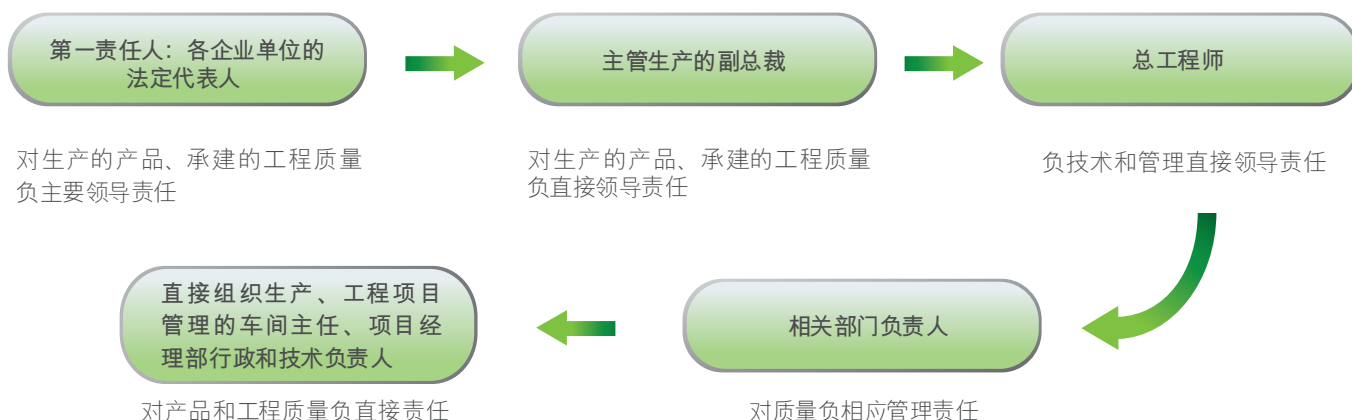 第一责任人：各企业单位的
法定代表人
对生产的产品、承建的工程质量
负主要领导责任
主管生产的副总裁
对生产的产品、承建的工程质量
负直接领导责任
总工程师
负技术和管理直接领导责任
相关部门负责人
对质量负相应管理责任
直接组织生产、工程项目
管理的车间主任、项目经
理部行政和技术负责人
对产品和工程质量负直接责任